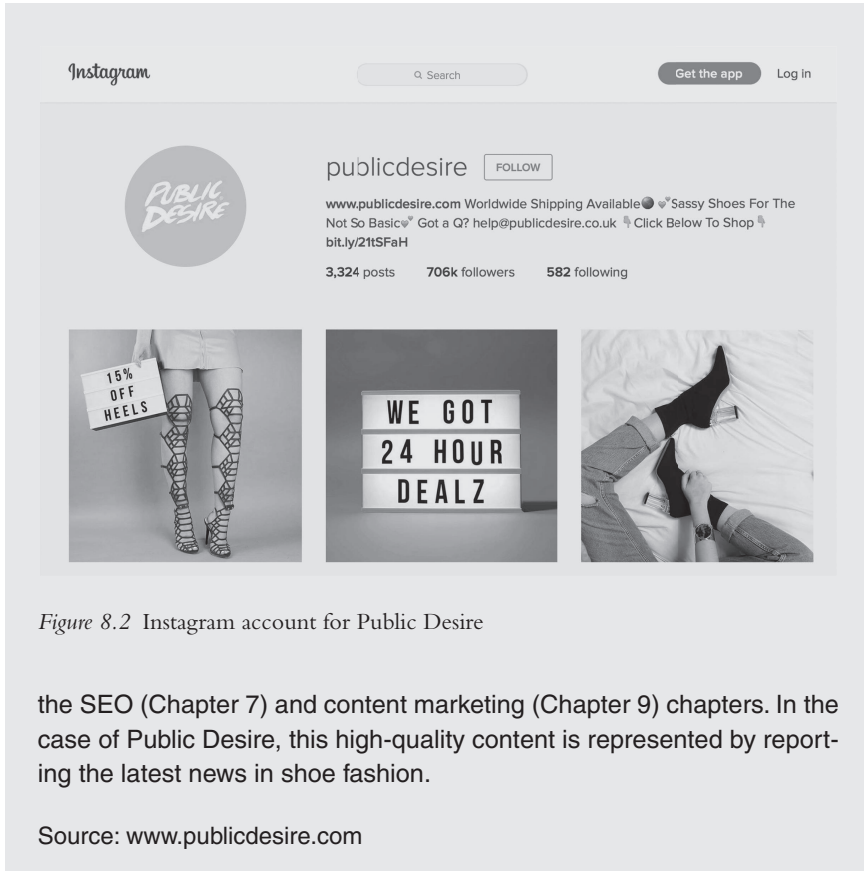 Instagram
Search
Get the app
Log in
PUBLIC
DESIRE
publicdesire
FOLLOW
www.publicdesire.com Worldwide Shipping Available🌏 💕Sassy Shoes For The
Not So Basic💕 Got a Q? help@publicdesire.co.uk 👇Click Below To Shop👇
bit.ly/21tSFaH
3,324 posts 706k followers 582 following
15%
OFF
HEELS
WE GOT
24 HOUR
DEALZ
Figure 8.2 Instagram account for Public Desire
the SEO (Chapter 7) and content marketing (Chapter 9) chapters. In the
case of Public Desire, this high-quality content is represented by report-
ing the latest news in shoe fashion.
Source: www.publicdesire.com